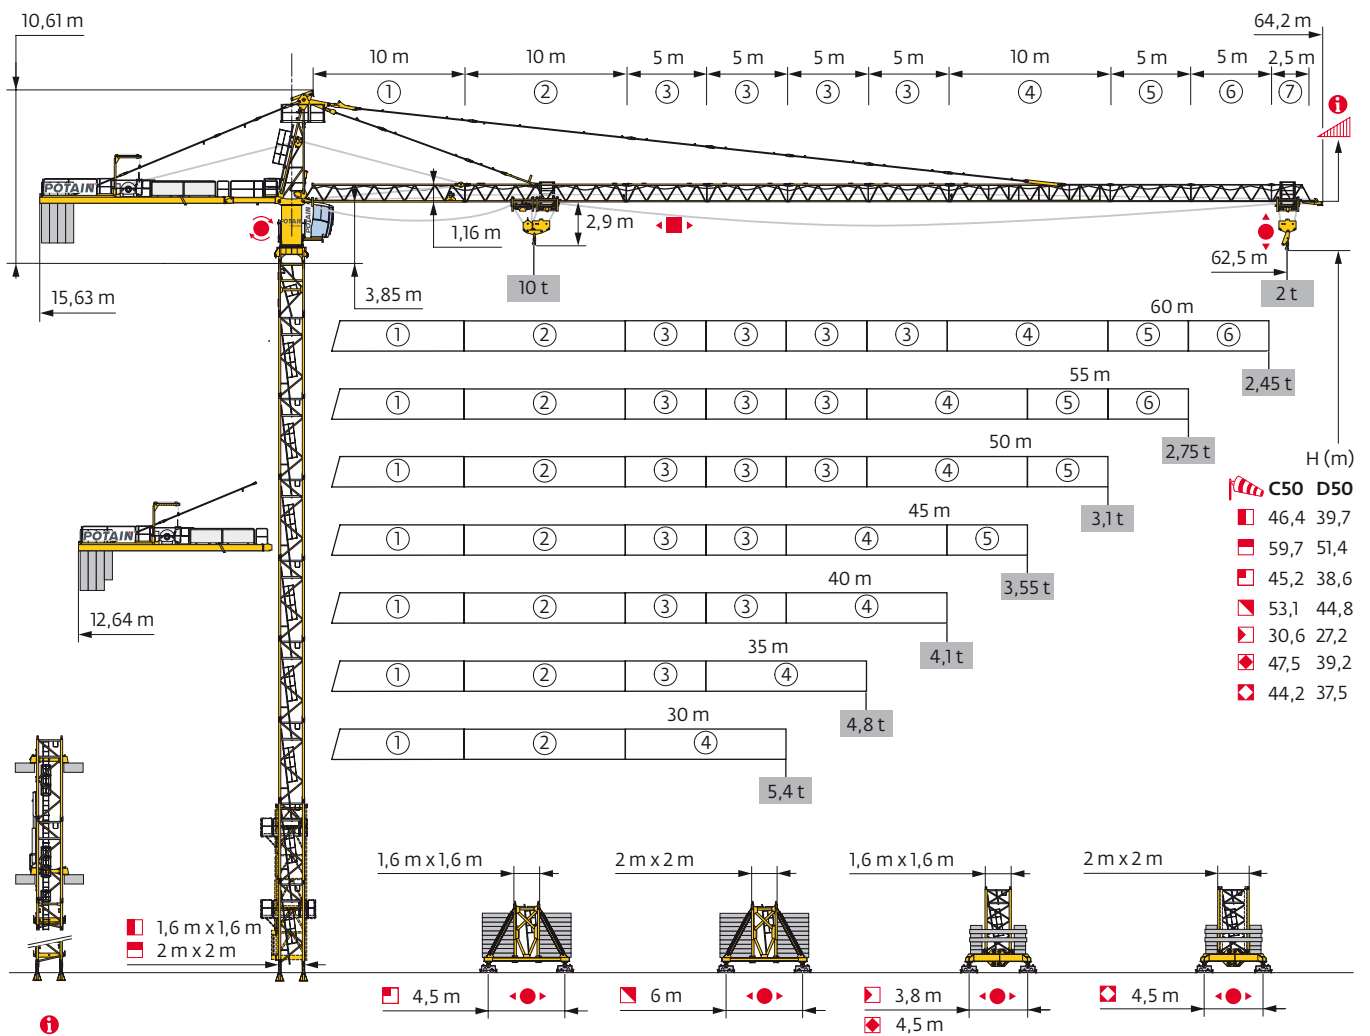 10,61 m
64,2 m
10 m 10 m 5 m 5 m 5 m 5 m 10 m 5 m 5 m 2,5 m
1 2 3 3 3 3 4 5 6 7
i
POTAIN
POTAIN
POTAIN
1,16 m
2,9 m
62,5 m
10 t
2 t
15,63 m
3,85 m
60 m
1 2 3 3 3 3 4 5 6
2,45 t
55 m
1 2 3 3 3 4 5 6
2,75 t
50 m
1 2 3 3 3 4 5
3,1 t
45 m
1 2 3 3 4 5
3,55 t
40 m
1 2 3 3 4
4,1 t
35 m
1 2 3 4
4,8 t
30 m
1 2 4
5,4 t
H (m)
C50 D50
46,4 39,7
59,7 51,4
45,2 38,6
53,1 44,8
30,6 27,2
47,5 39,2
44,2 37,5
POTAIN
12,64 m
1,6 m x 1,6 m
2 m x 2 m
1,6 m x 1,6 m
2 m x 2 m
1,6 m x 1,6 m
2 m x 2 m
4,5 m
6 m
3,8 m
4,5 m
4,5 m
i